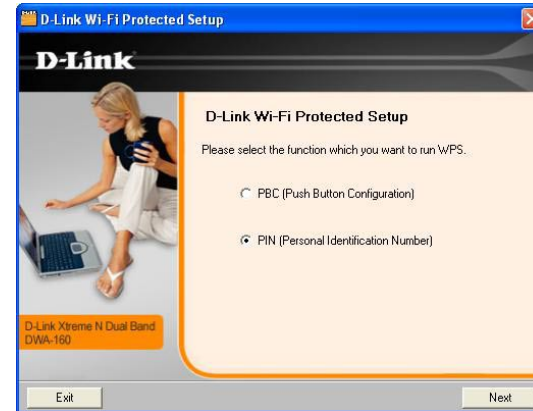 D-Link Wi-Fi Protected Setup
D-Link
D-Link Wi-Fi Protected Setup
Please select the function which you want to run WPS.
PBC (Push Button Configuration)
PIN (Personal Identification Number)
D-Link Xtreme N Dual Band
DWA-160
Exit
Next